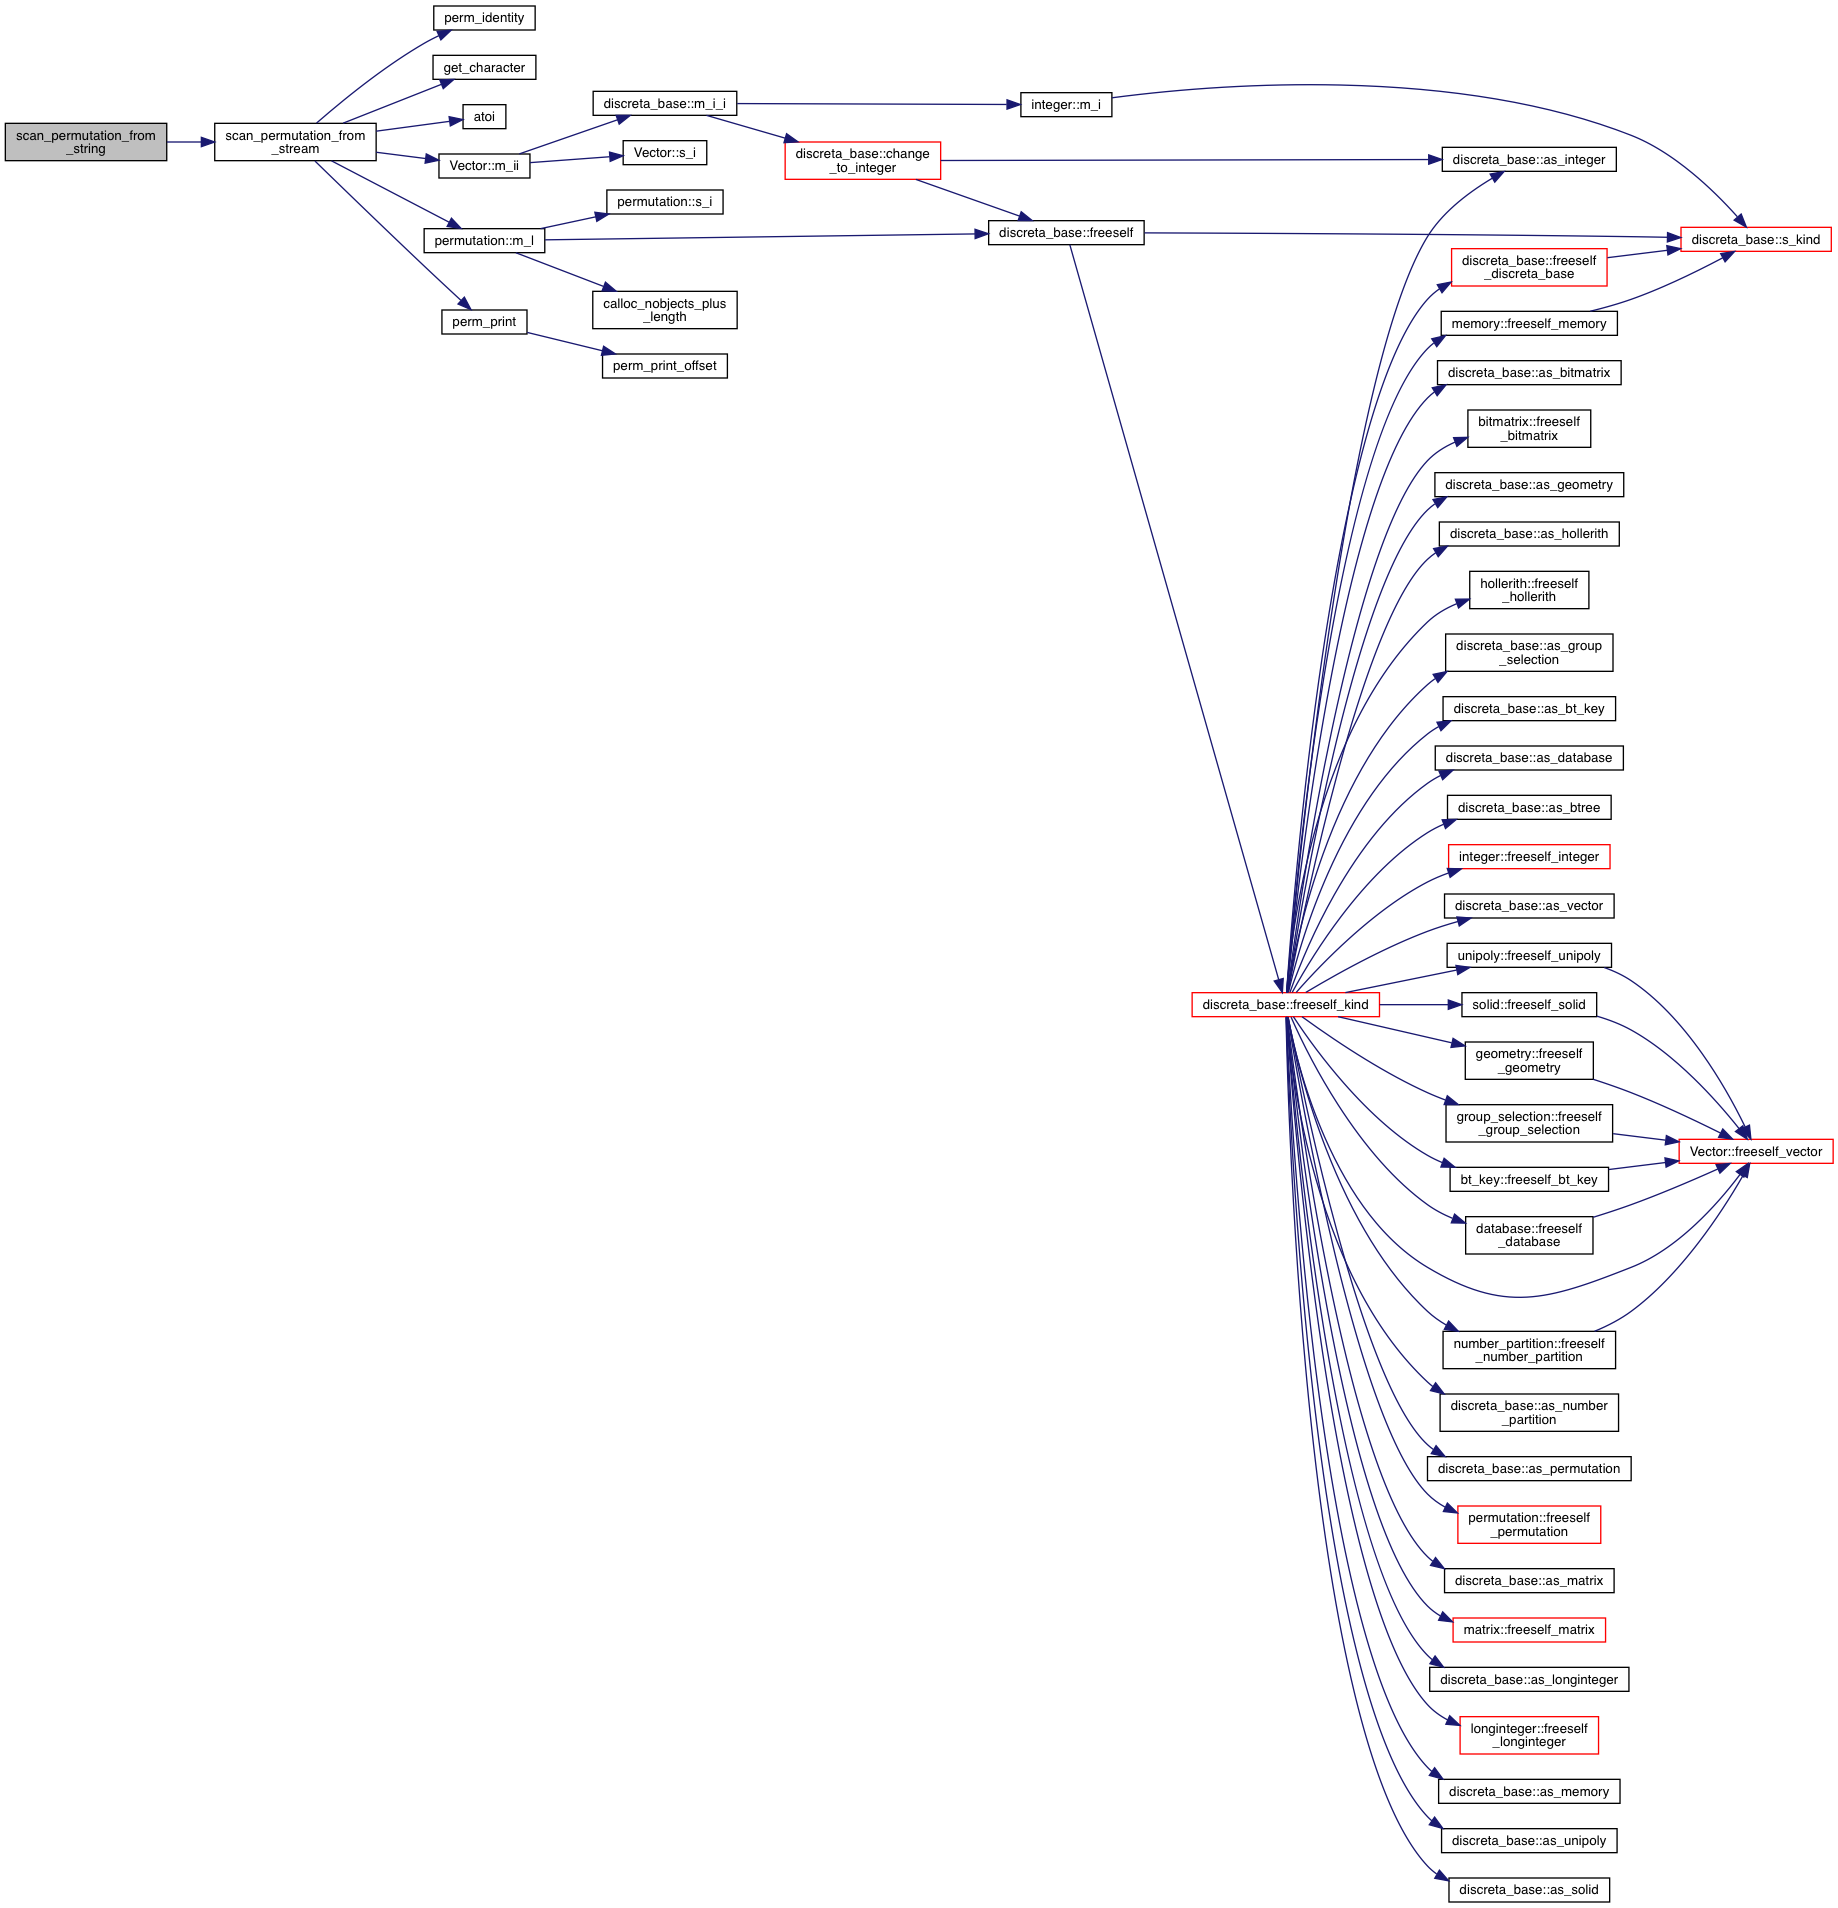 scan_permutation_from
_string
scan_permutation_from
_stream
perm_identity
get_character
atoi
Vector::m_ii
permutation::m_l
perm_print
discreta_base::m_i_i
Vector::s_i
permutation::s_i
calloc_nobjects_plus
_length
perm_print_offset
discreta_base::change
_to_integer
integer::m_i
discreta_base::freeself
discreta_base::freeself_kind
discreta_base::as_integer
discreta_base::freeself
_discreta_base
memory::freeself_memory
discreta_base::as_bitmatrix
bitmatrix::freeself
_bitmatrix
discreta_base::as_geometry
discreta_base::as_hollerith
hollerith::freeself
_hollerith
discreta_base::as_group
_selection
discreta_base::as_bt_key
discreta_base::as_database
discreta_base::as_btree
integer::freeself_integer
discreta_base::as_vector
unipoly::freeself_unipoly
solid::freeself_solid
geometry::freeself
_geometry
group_selection::freeself
_group_selection
bt_key::freeself_bt_key
database::freeself
_database
number_partition::freeself
_number_partition
discreta_base::as_number
_partition
discreta_base::as_permutation
permutation::freeself
_permutation
discreta_base::as_matrix
matrix::freeself_matrix
discreta_base::as_longinteger
longinteger::freeself
_longinteger
discreta_base::as_memory
discreta_base::as_unipoly
discreta_base::as_solid
discreta_base::s_kind
Vector::freeself_vector